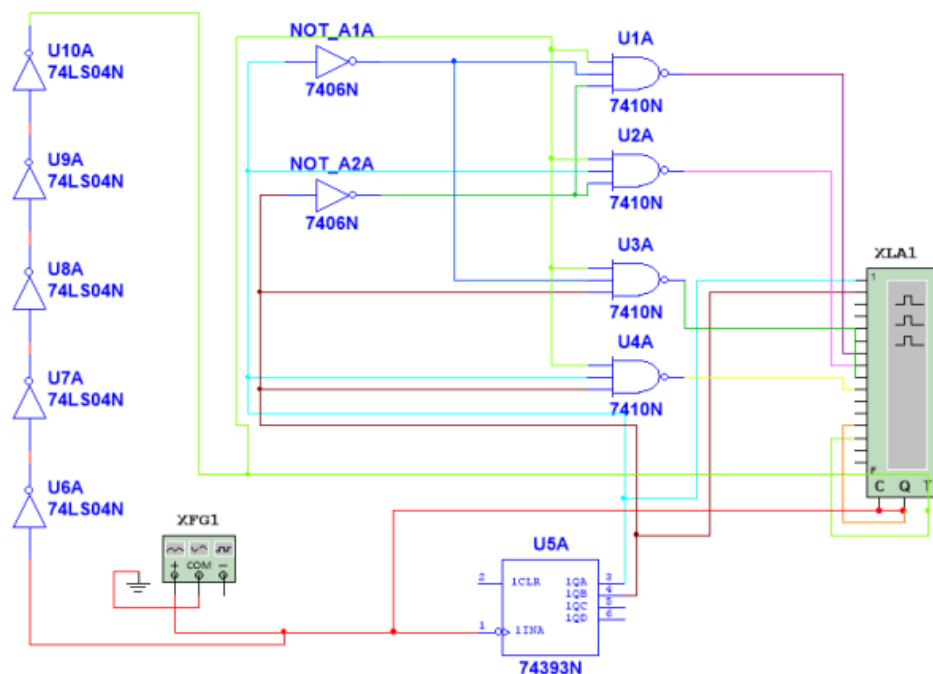 U10A
74LS04N
U9A
74LS04N
U8A
74LS04N
U7A
74LS04N
U6A
74LS04N
NOT_A1A
7406N
NOT_A2A
7406N
U1A
7410N
U2A
7410N
U3A
7410N
U4A
7410N
XLA1
1
F
C Q T
XFG1
+ COM −
U5A
2 1CLR 1QA 3
1QB 4
1QC 5
1QD 6
1 1INA
74393N